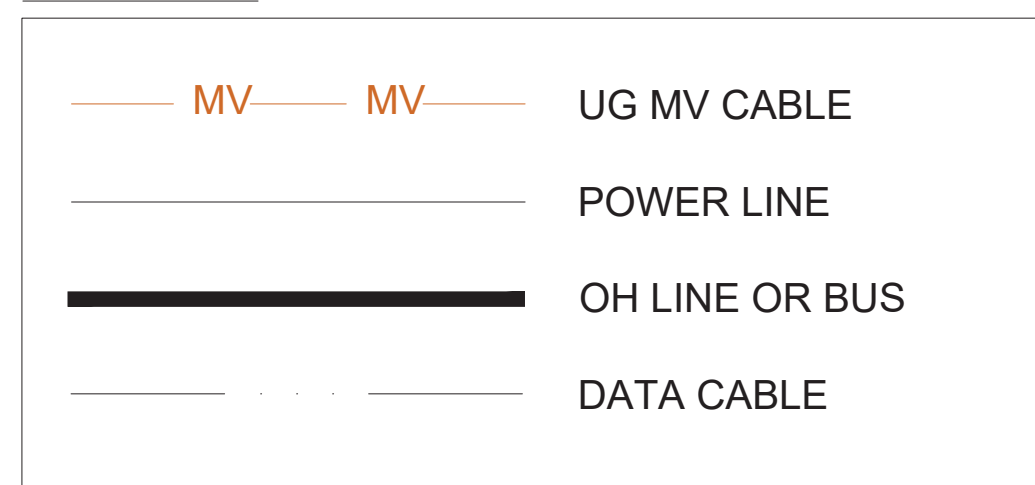 MV MV UG MV CABLE
POWER LINE
OH LINE OR BUS
DATA CABLE